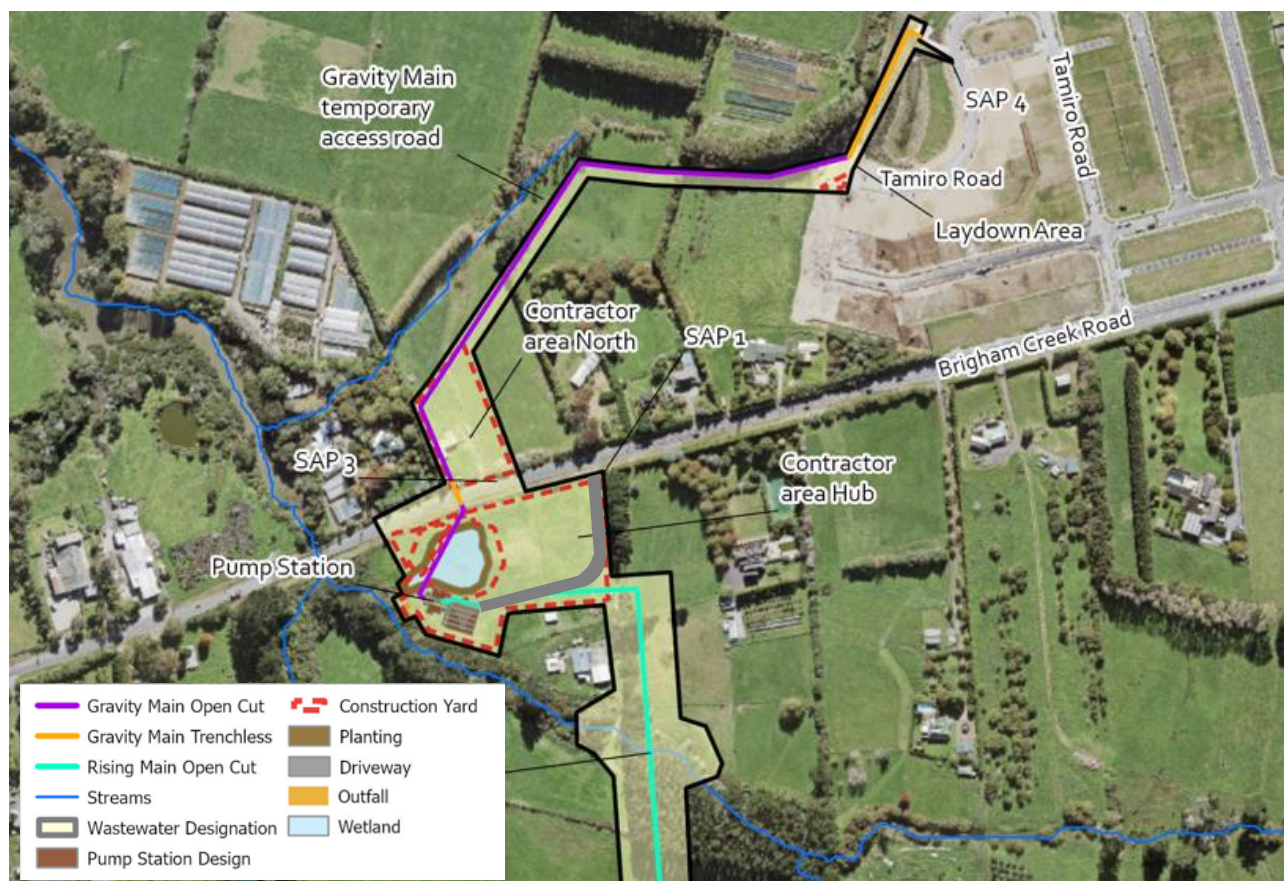 Gravity Main
temporary
access road
SAP 4
Tamiro Road
Tamiro Road
Laydown Area
Contractor
area North
SAP 1
Brigham Creek Road
SAP 3
Contractor
area Hub
Pump Station
Gravity Main Open Cut
Gravity Main Trenchless
Rising Main Open Cut
Streams
Wastewater Designation
Pump Station Design
Construction Yard
Planting
Driveway
Outfall
Wetland